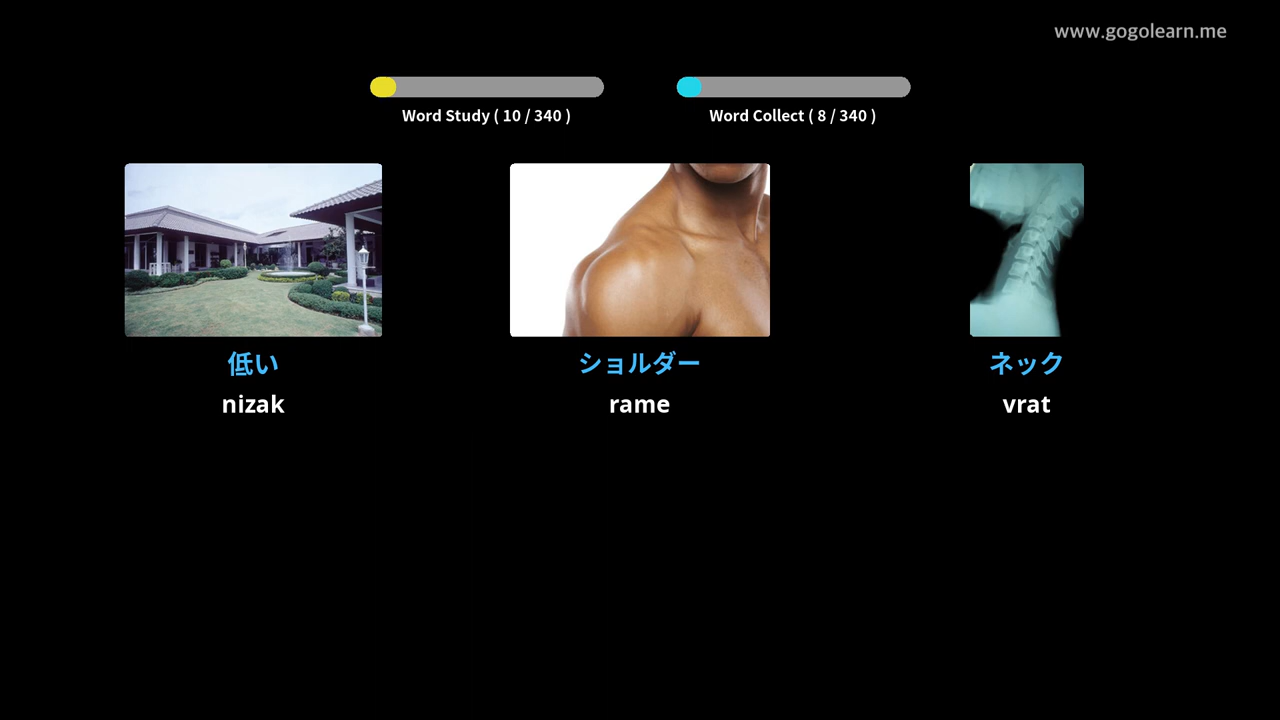 www.gogolearn.me
Word Study ( 10 / 340 )
Word Collect ( 8 / 340 )
低い
ショルダー
ネック
nizak
rame
vrat